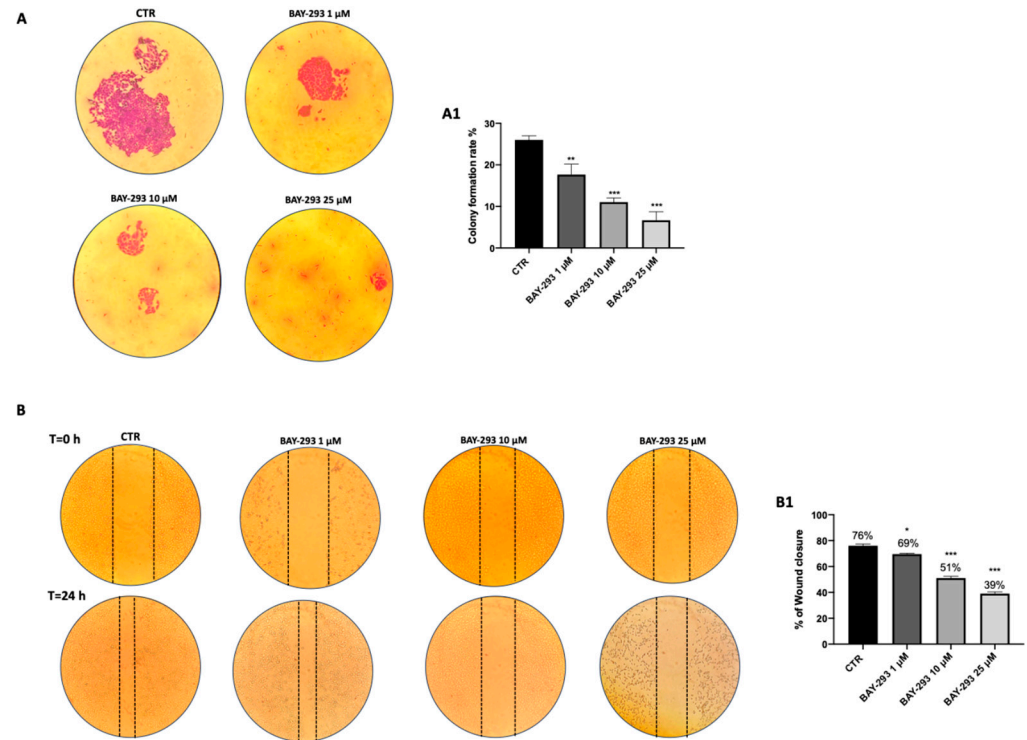 A
CTR
BAY-293 1 µM
BAY-293 10 µM
BAY-293 25 µM
A1
Colony formation rate %
30
20
10
0
**
***
***
CTR
BAY-293 1 µM
BAY-293 10 µM
BAY-293 25 µM
B
T=0 h
CTR
BAY-293 1 µM
BAY-293 10 µM
BAY-293 25 µM
T=24 h
B1
% of Wound closure
100
80
60
40
20
0
76%
*
69%
***
51%
***
39%
CTR
BAY-293 1 µM
BAY-293 10 µM
BAY-293 25 µM